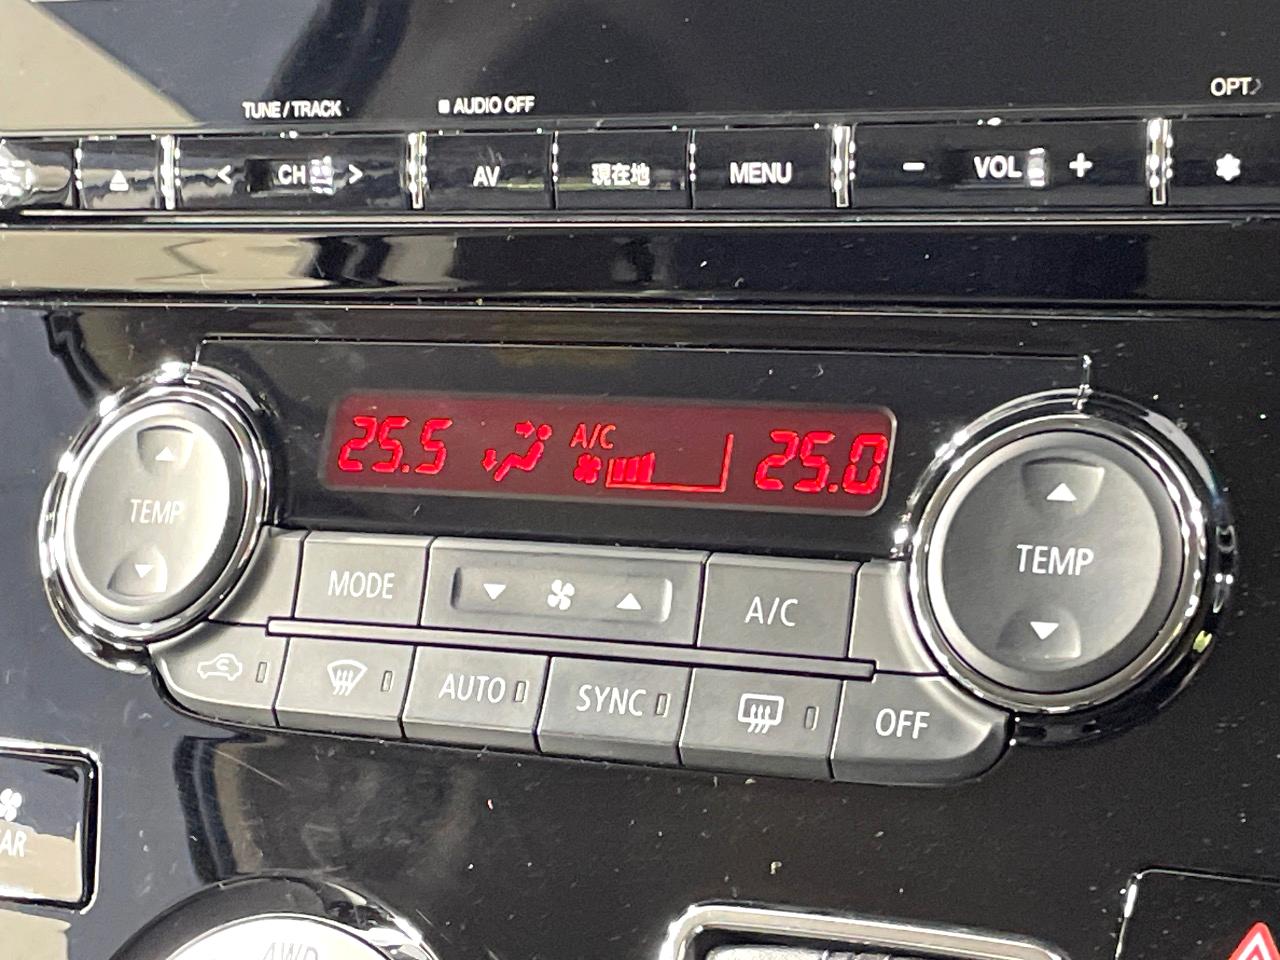 OPT
TUNE / TRACK
AUDIO OFF
< CH >
AV
現在地
MENU
− VOL +
25.5
A/C
25.0
TEMP
TEMP
MODE
A/C
AUTO
SYNC
OFF
4WD